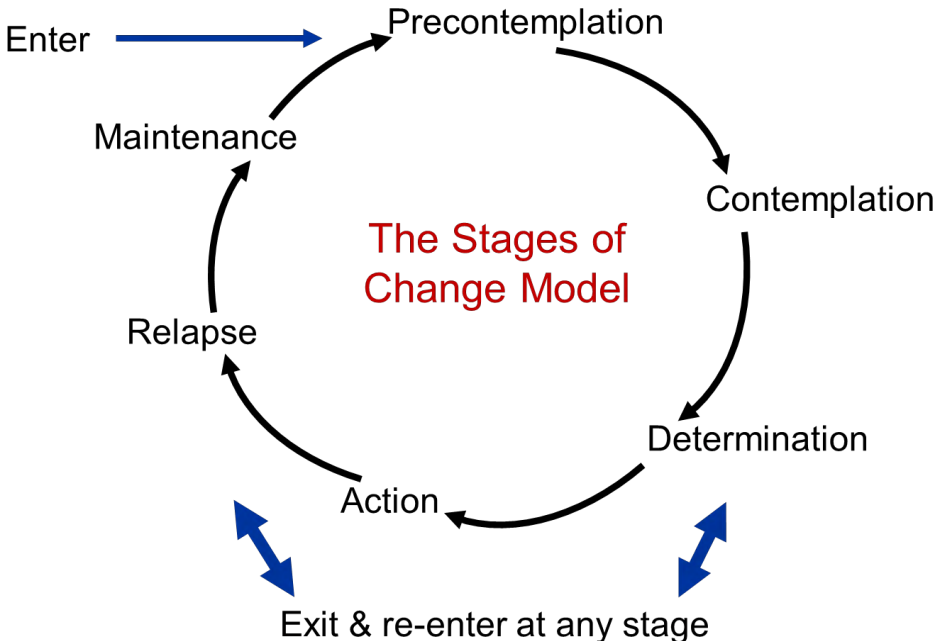 Enter
Precontemplation
Maintenance
Contemplation
The Stages of
Change Model
Relapse
Determination
Action
Exit & re-enter at any stage